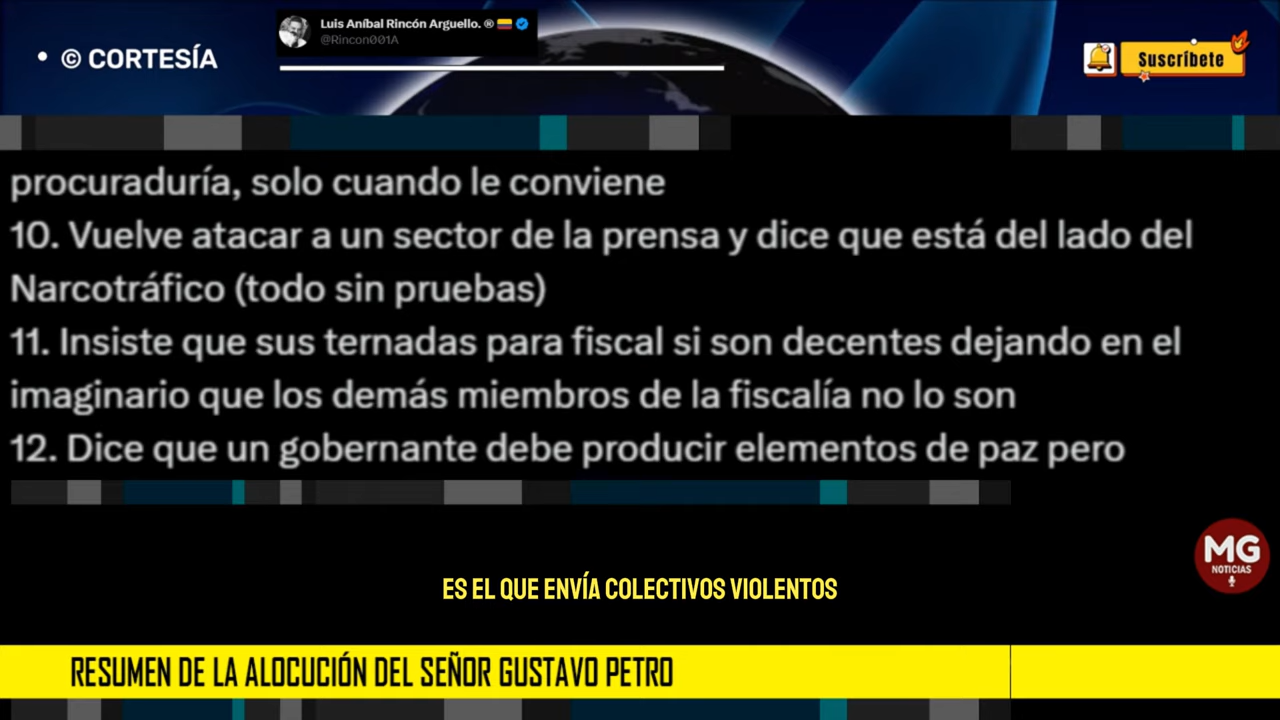 • © CORTESÍA
Luis Aníbal Rincón Arguello. ®
@Rincon001A
Suscríbete
procuraduría, solo cuando le conviene
10. Vuelve atacar a un sector de la prensa y dice que está del lado del
Narcotráfico (todo sin pruebas)
11. Insiste que sus ternadas para fiscal si son decentes dejando en el
imaginario que los demás miembros de la fiscalía no lo son
12. Dice que un gobernante debe producir elementos de paz pero
MG
NOTICIAS
ES EL QUE ENVÍA COLECTIVOS VIOLENTOS
RESUMEN DE LA ALOCUCIÓN DEL SEÑOR GUSTAVO PETRO